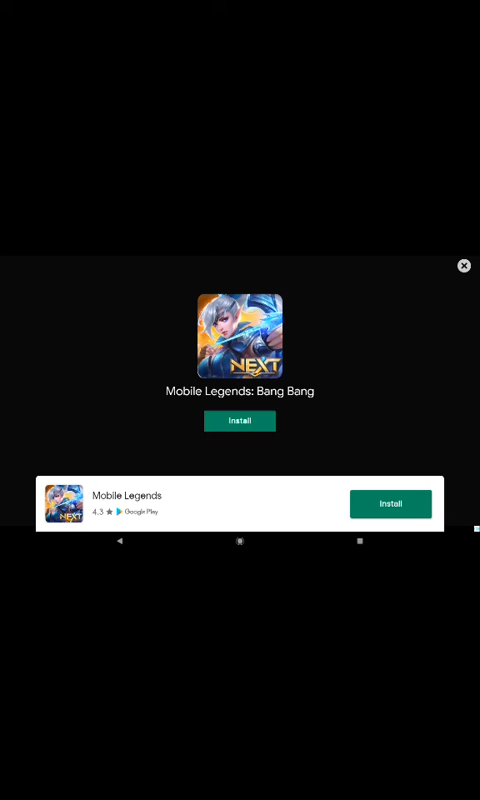 NEXT
Mobile Legends: Bang Bang
Install
NEXT
Mobile Legends
4.3 ★ Google Play
Install